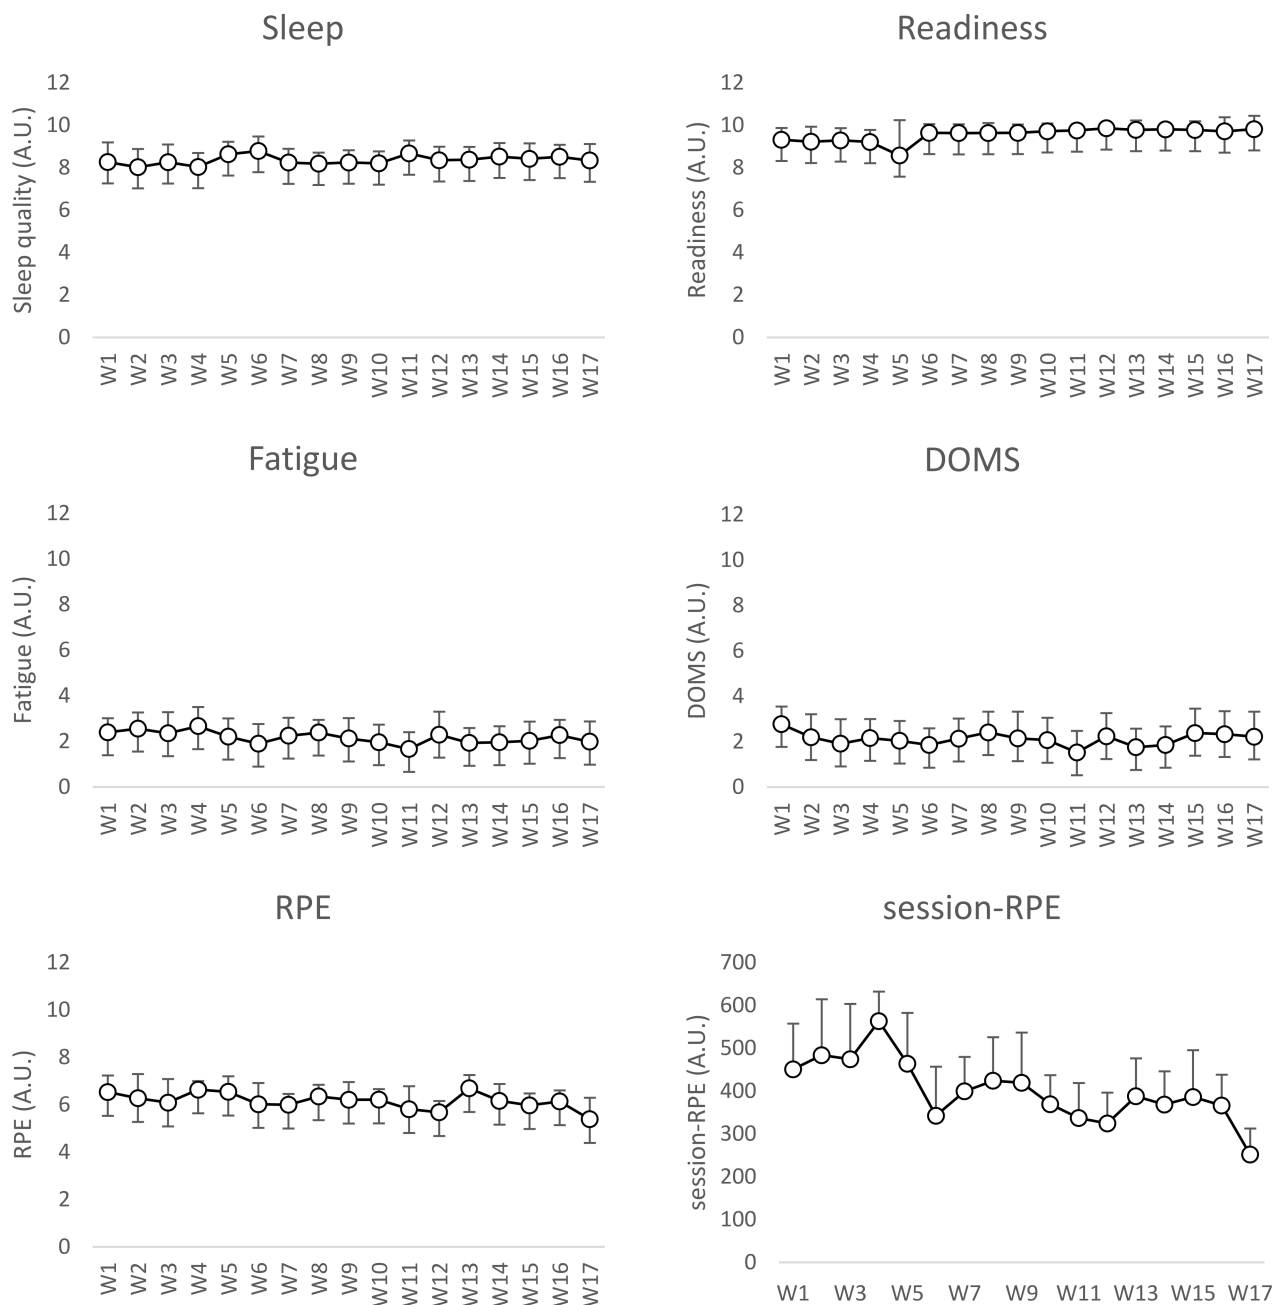 Sleep
Sleep quality (A.U.)
12
10
8
6
4
2
0
W1 W2 W3 W4 W5 W6 W7 W8 W9 W10 W11 W12 W13 W14 W15 W16 W17
Readiness
Readiness (A.U.)
12
10
8
6
4
2
0
W1 W2 W3 W4 W5 W6 W7 W8 W9 W10 W11 W12 W13 W14 W15 W16 W17
Fatigue
Fatigue (A.U.)
12
10
8
6
4
2
0
W1 W2 W3 W4 W5 W6 W7 W8 W9 W10 W11 W12 W13 W14 W15 W16 W17
DOMS
DOMS (A.U.)
12
10
8
6
4
2
0
W1 W2 W3 W4 W5 W6 W7 W8 W9 W10 W11 W12 W13 W14 W15 W16 W17
RPE
RPE (A.U.)
12
10
8
6
4
2
0
W1 W2 W3 W4 W5 W6 W7 W8 W9 W10 W11 W12 W13 W14 W15 W16 W17
session-RPE
session-RPE (A.U.)
700
600
500
400
300
200
100
0
W1 W3 W5 W7 W9 W11 W13 W15 W17